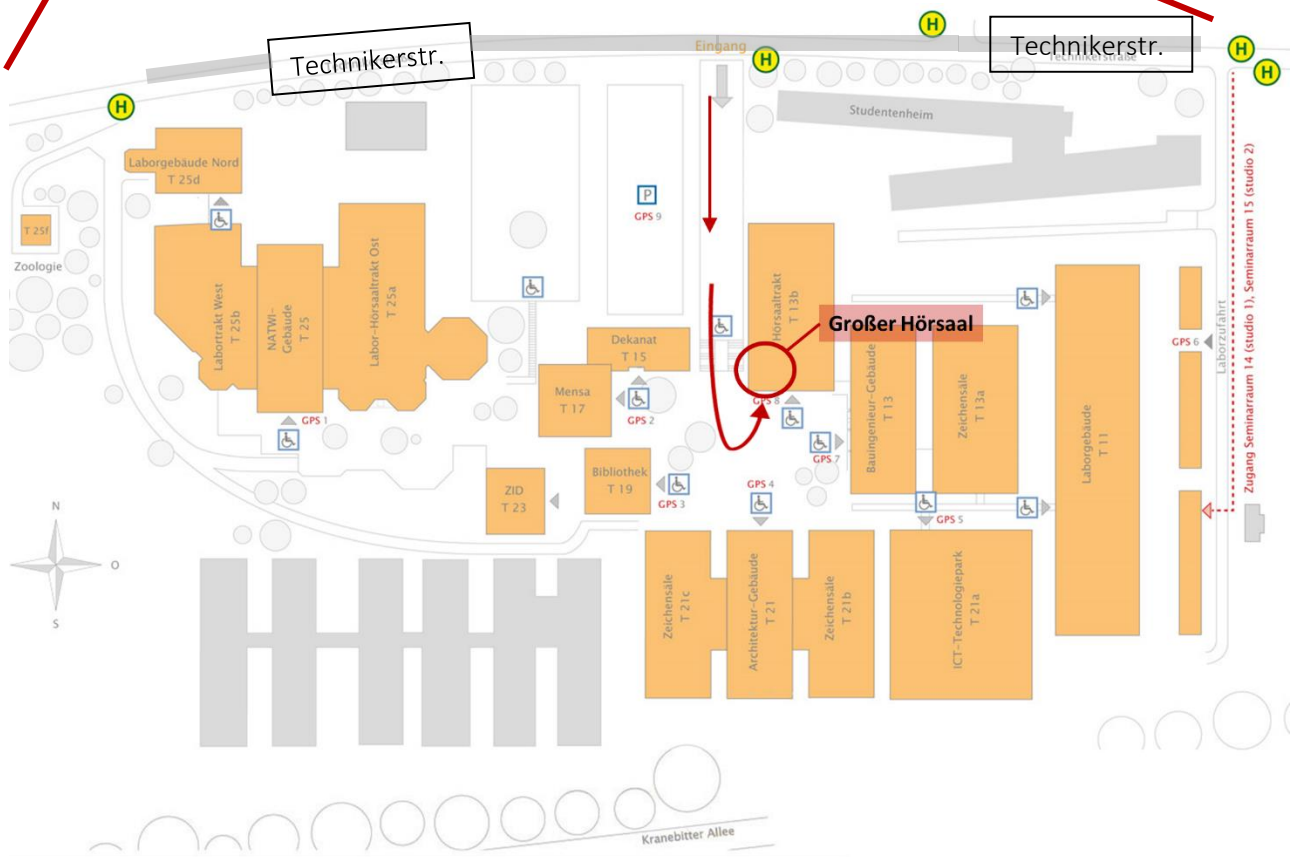 Technikerstr.
Eingang
Technikerstr.
Technikerstraße
H
H
H
H
H
Studentenheim
Laborgebäude Nord
T 25d
T 25f
Zoologie
P
GPS 9
Labortrakt West
T 25b
NATWI-
Gebäude
T 25
Labor-Hörsaaltrakt Ost
T 25a
Hörsaaltrakt
T 13b
Großer Hörsaal
Dekanat
T 15
Mensa
T 17
GPS 2
GPS 1
GPS 8
GPS 7
Bauingenieur-Gebäude
T 13
Zeichensäle
T 13a
Laborgebäude
T 11
GPS 6
Laborzufahrt
Zugang Seminarraum 14 (studio 1), Seminarraum 15 (studio 2)
ZID
T 23
Bibliothek
T 19
GPS 3
GPS 4
GPS 5
N
O
S
Zeichensäle
T 21c
Architektur-Gebäude
T 21
Zeichensäle
T 21b
ICT-Technologiepark
T 21a
Kranebitter Allee